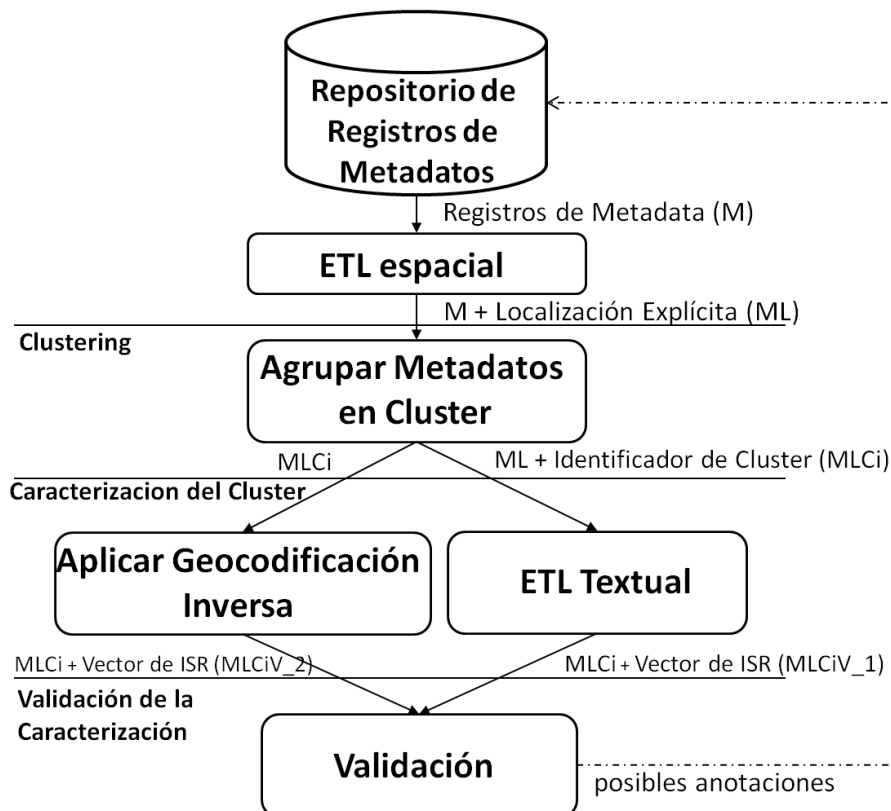 Repositorio de
Registros de
Metadatos
Registros de Metadata (M)
ETL espacial
M + Localización Explícita (ML)
Clustering
Agrupar Metadatos
en Cluster
MLCi
ML + Identificador de Cluster (MLCi)
Caracterizacion del Cluster
Aplicar Geocodificación
Inversa
ETL Textual
MLCi + Vector de ISR (MLCiV_2)
MLCi + Vector de ISR (MLCiV_1)
Validación de la
Caracterización
Validación
posibles anotaciones